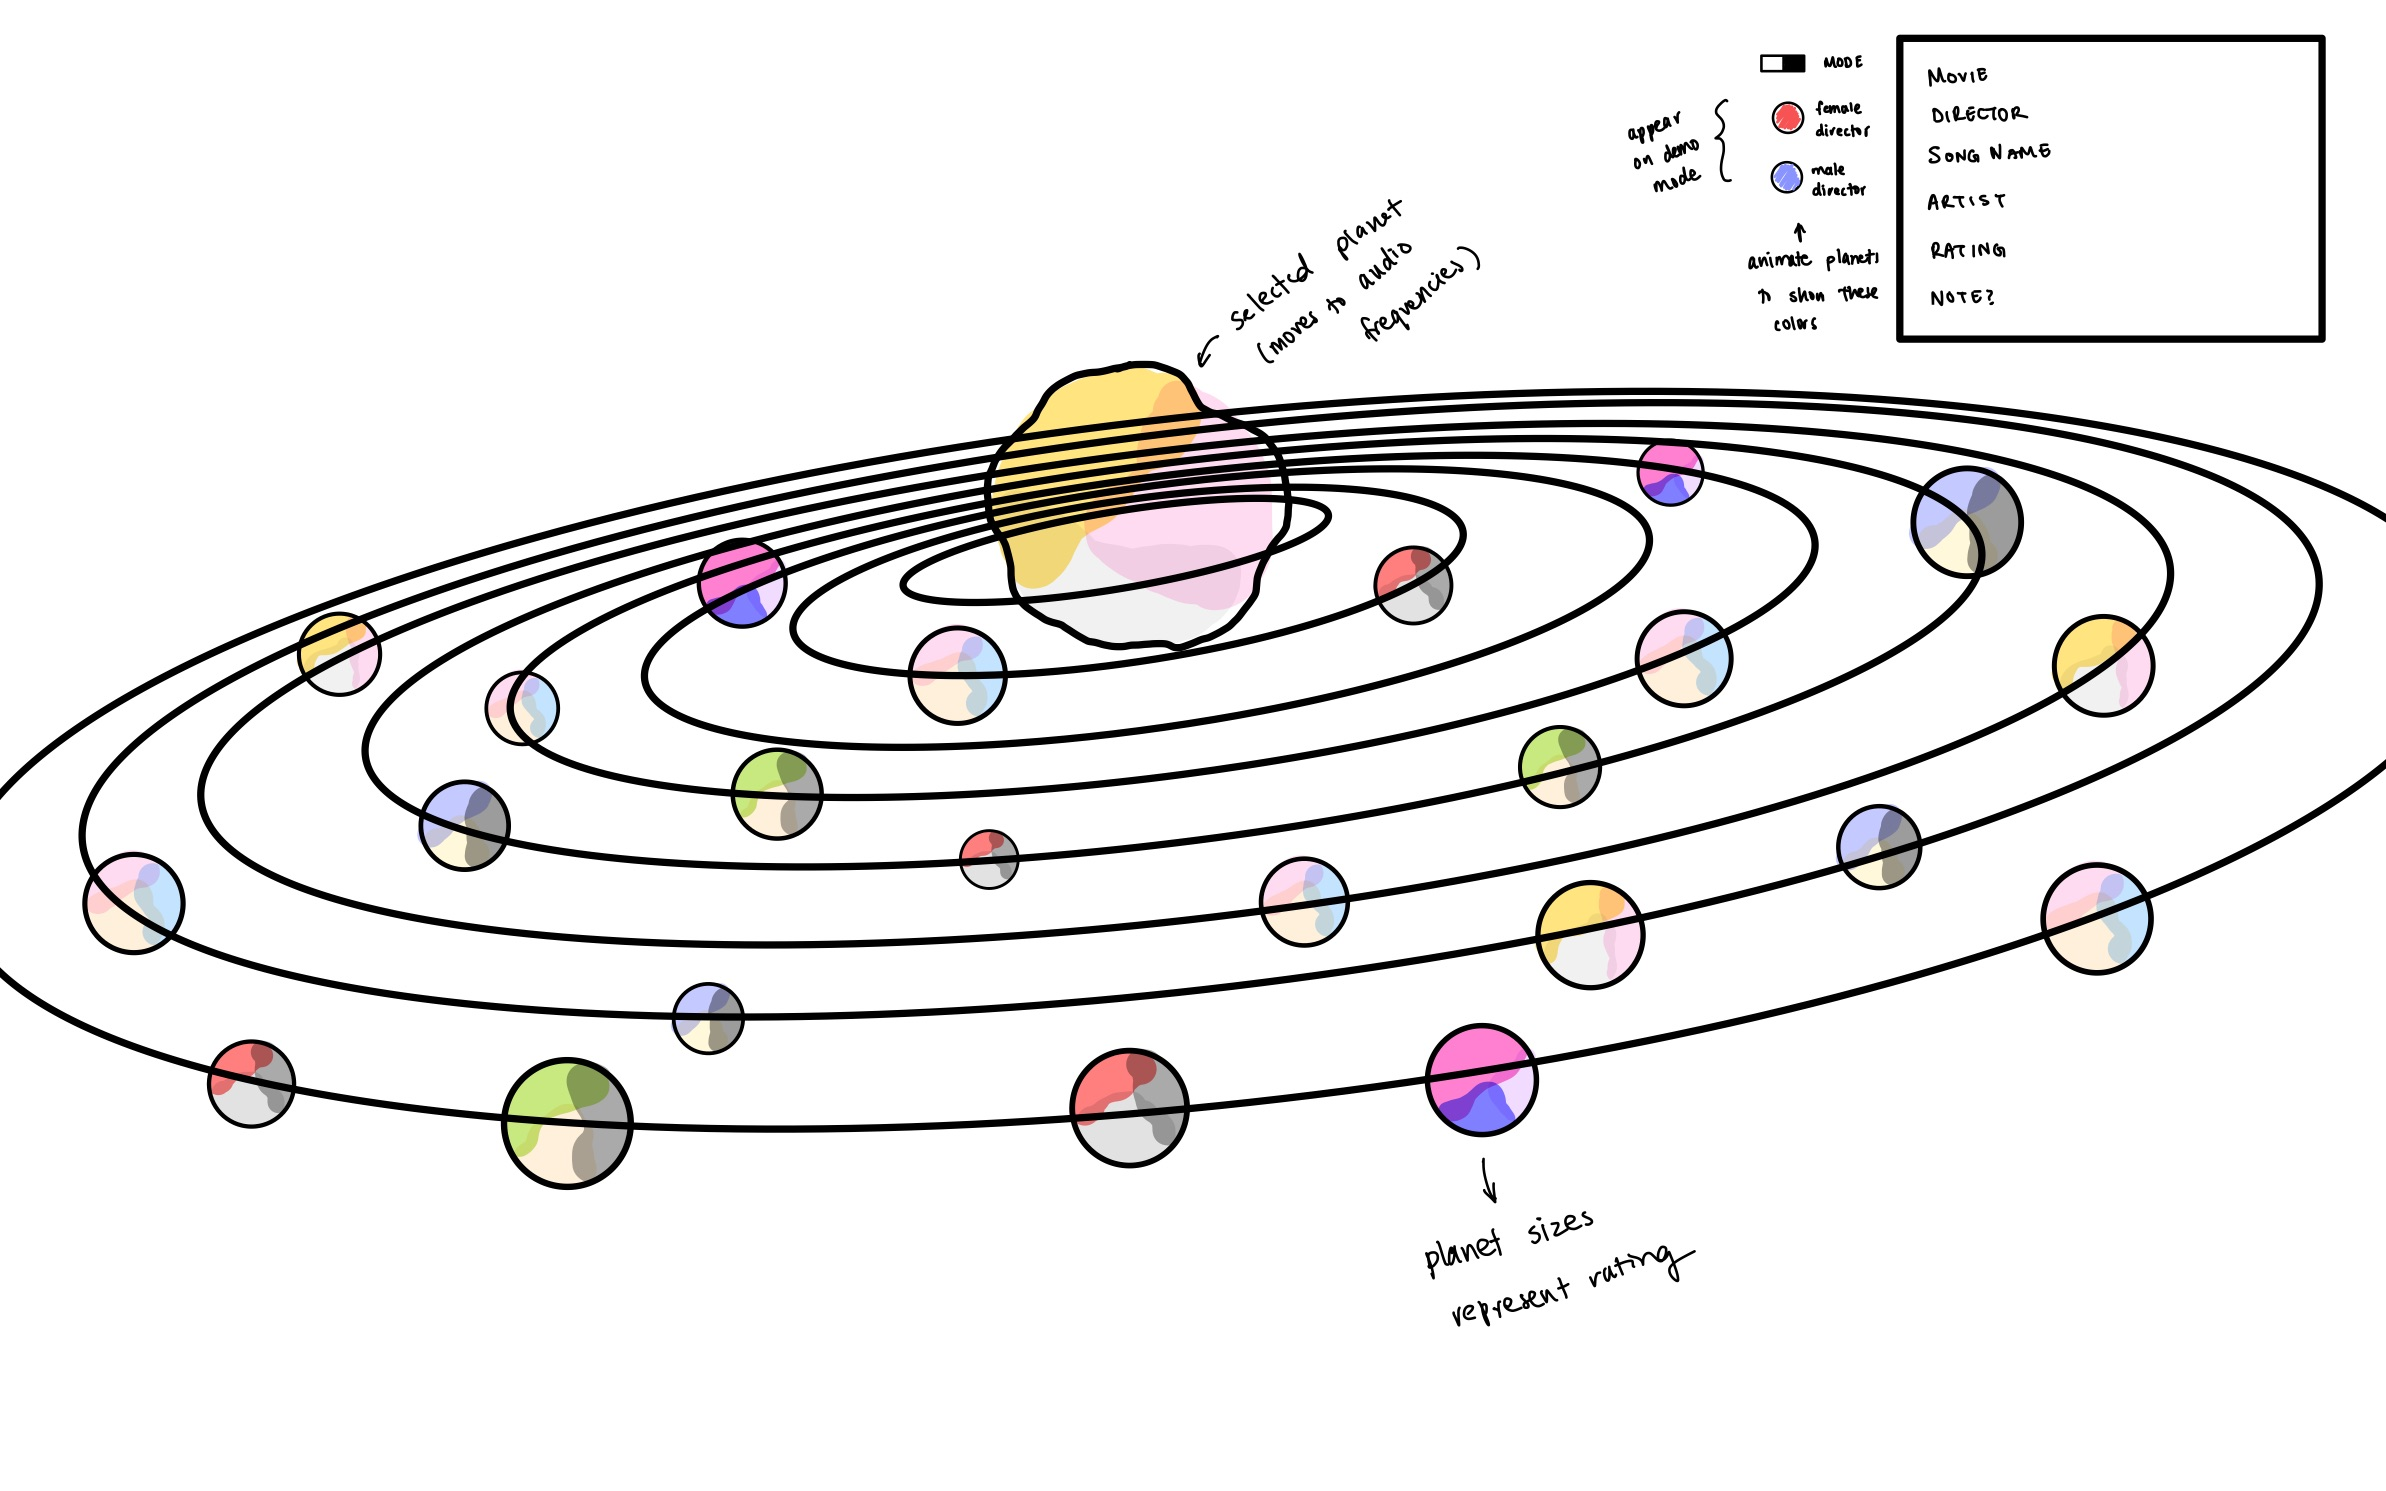 MODE
female
director
male
director
appear
on demo
mode
↑
animate planets
to show these
colors
MOVIE
DIRECTOR
SONG NAME
ARTIST
RATING
NOTE?
selected planet
(moves to audio
frequencies)
planet sizes
represent rating